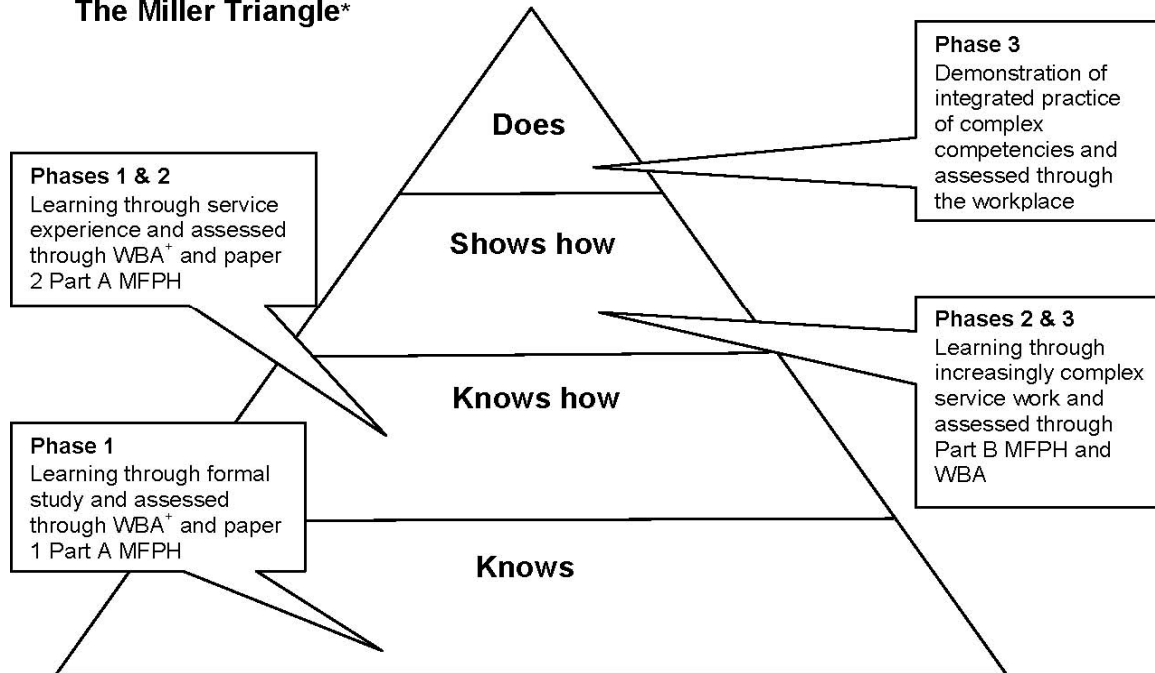 The Miller Triangle*
Does
Phase 3
Demonstration of
integrated practice
of complex
competencies and
assessed through
the workplace
Phases 1 & 2
Learning through service
experience and assessed
through WBA⁺ and paper
2 Part A MFPH
Shows how
Phases 2 & 3
Learning through
increasingly complex
service work and
assessed through
Part B MFPH and
WBA
Knows how
Phase 1
Learning through formal
study and assessed
through WBA⁺ and paper
1 Part A MFPH
Knows